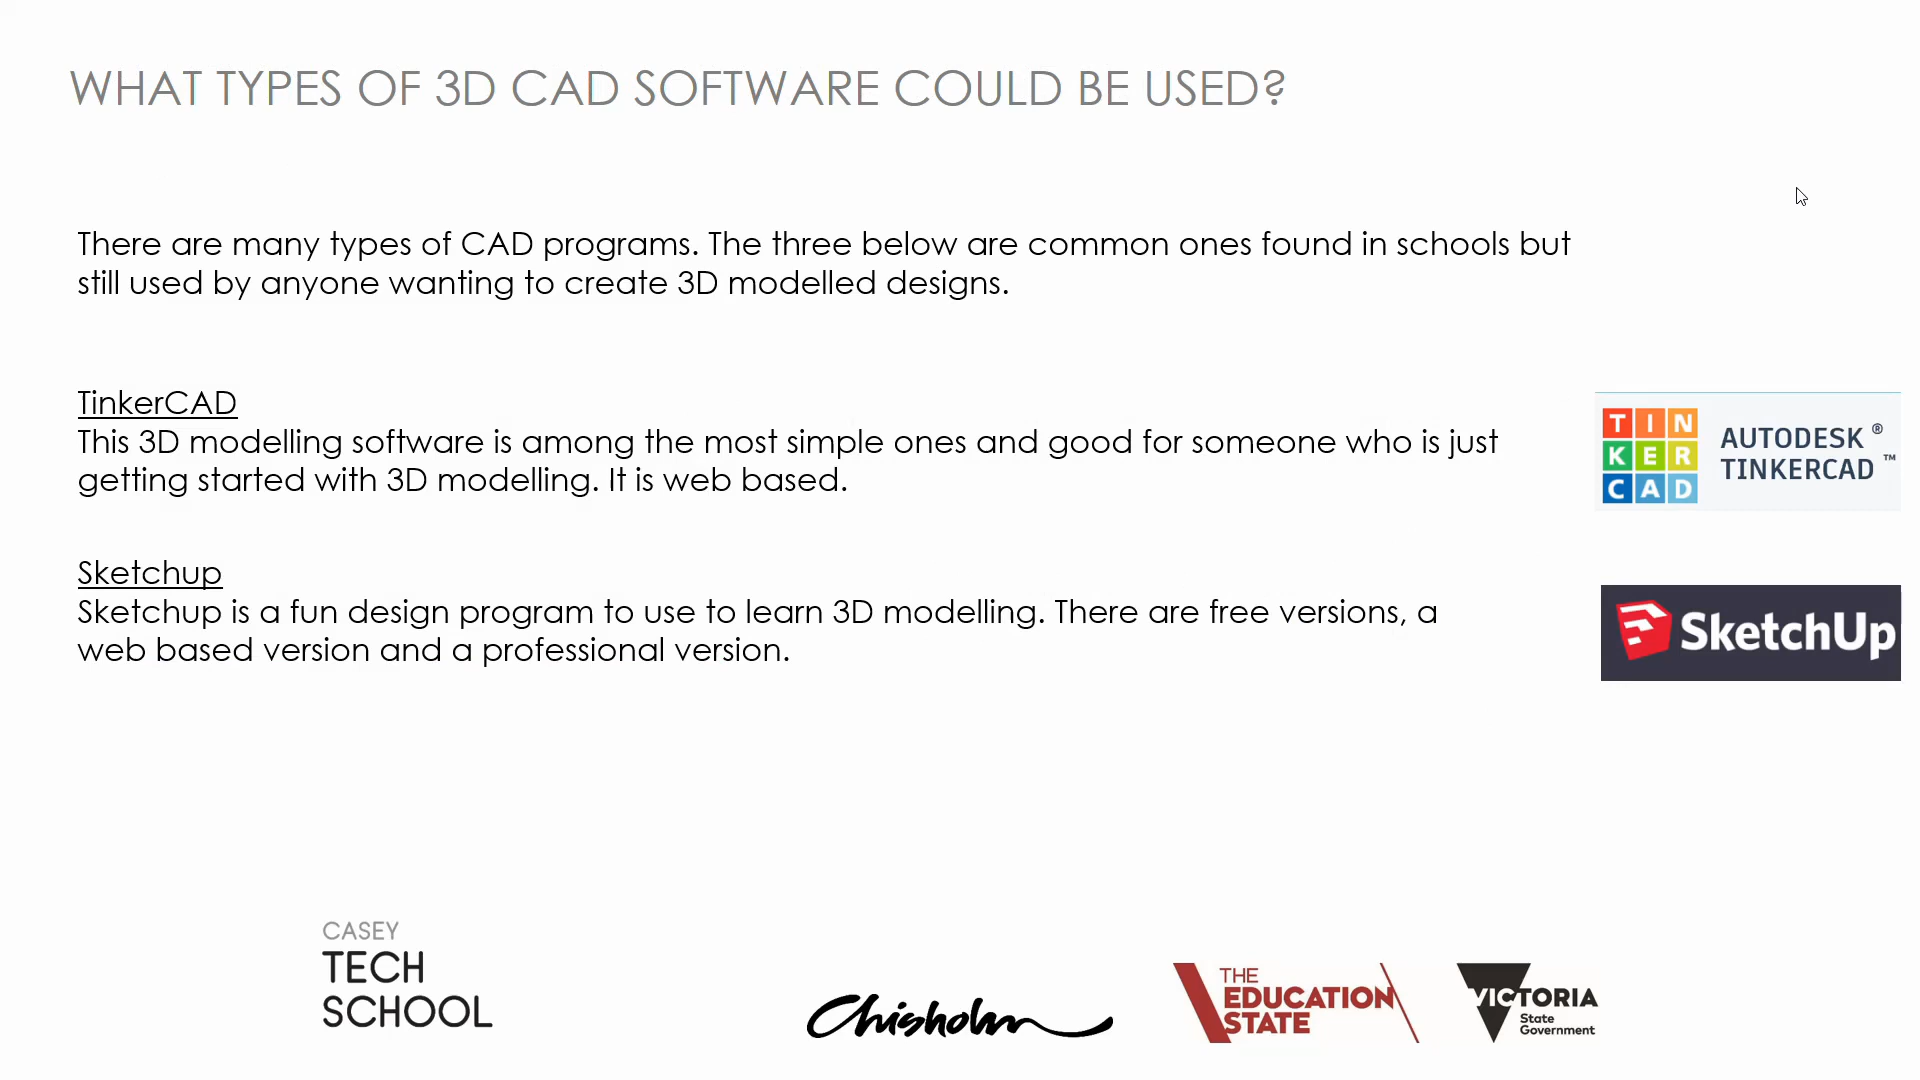 WHAT TYPES OF 3D CAD SOFTWARE COULD BE USED?
There are many types of CAD programs. The three below are common ones found in schools but
still used by anyone wanting to create 3D modelled designs.
TinkerCAD
This 3D modelling software is among the most simple ones and good for someone who is just
getting started with 3D modelling. It is web based.
TIN
KER
CAD
AUTODESK ®
TINKERCAD ™
Sketchup
Sketchup is a fun design program to use to learn 3D modelling. There are free versions, a
web based version and a professional version.
SketchUp
CASEY
TECH
SCHOOL
Chisholm
THE
EDUCATION
STATE
VICTORIA
State
Government